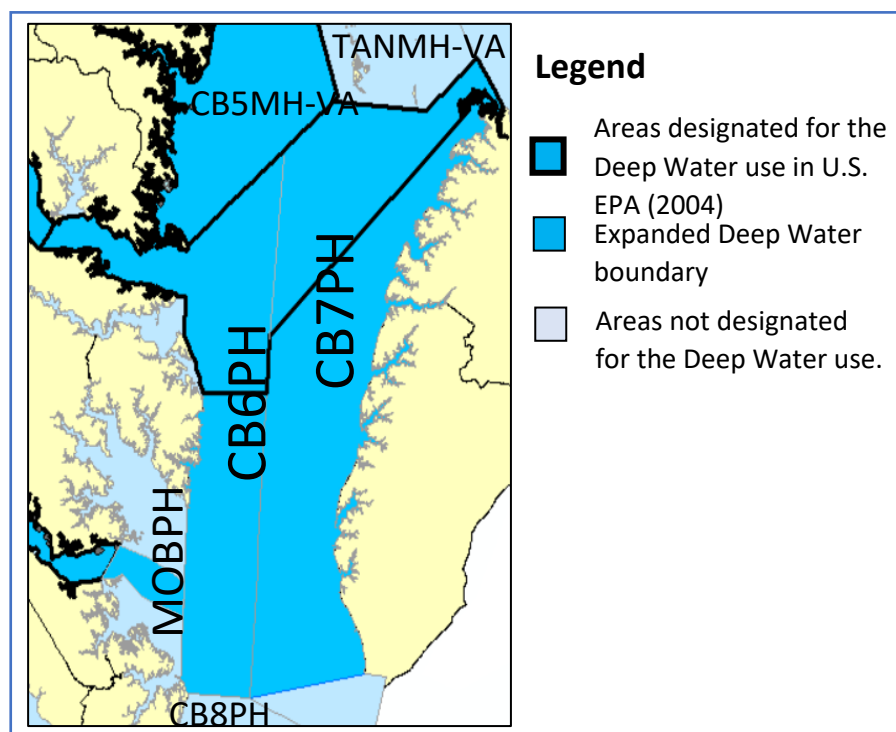 TANMH-VA
CB5MH-VA
CB7PH
CB6PH
MOBPH
CB8PH
Legend
Areas designated for the
Deep Water use in U.S.
EPA (2004)
Expanded Deep Water
boundary
Areas not designated
for the Deep Water use.